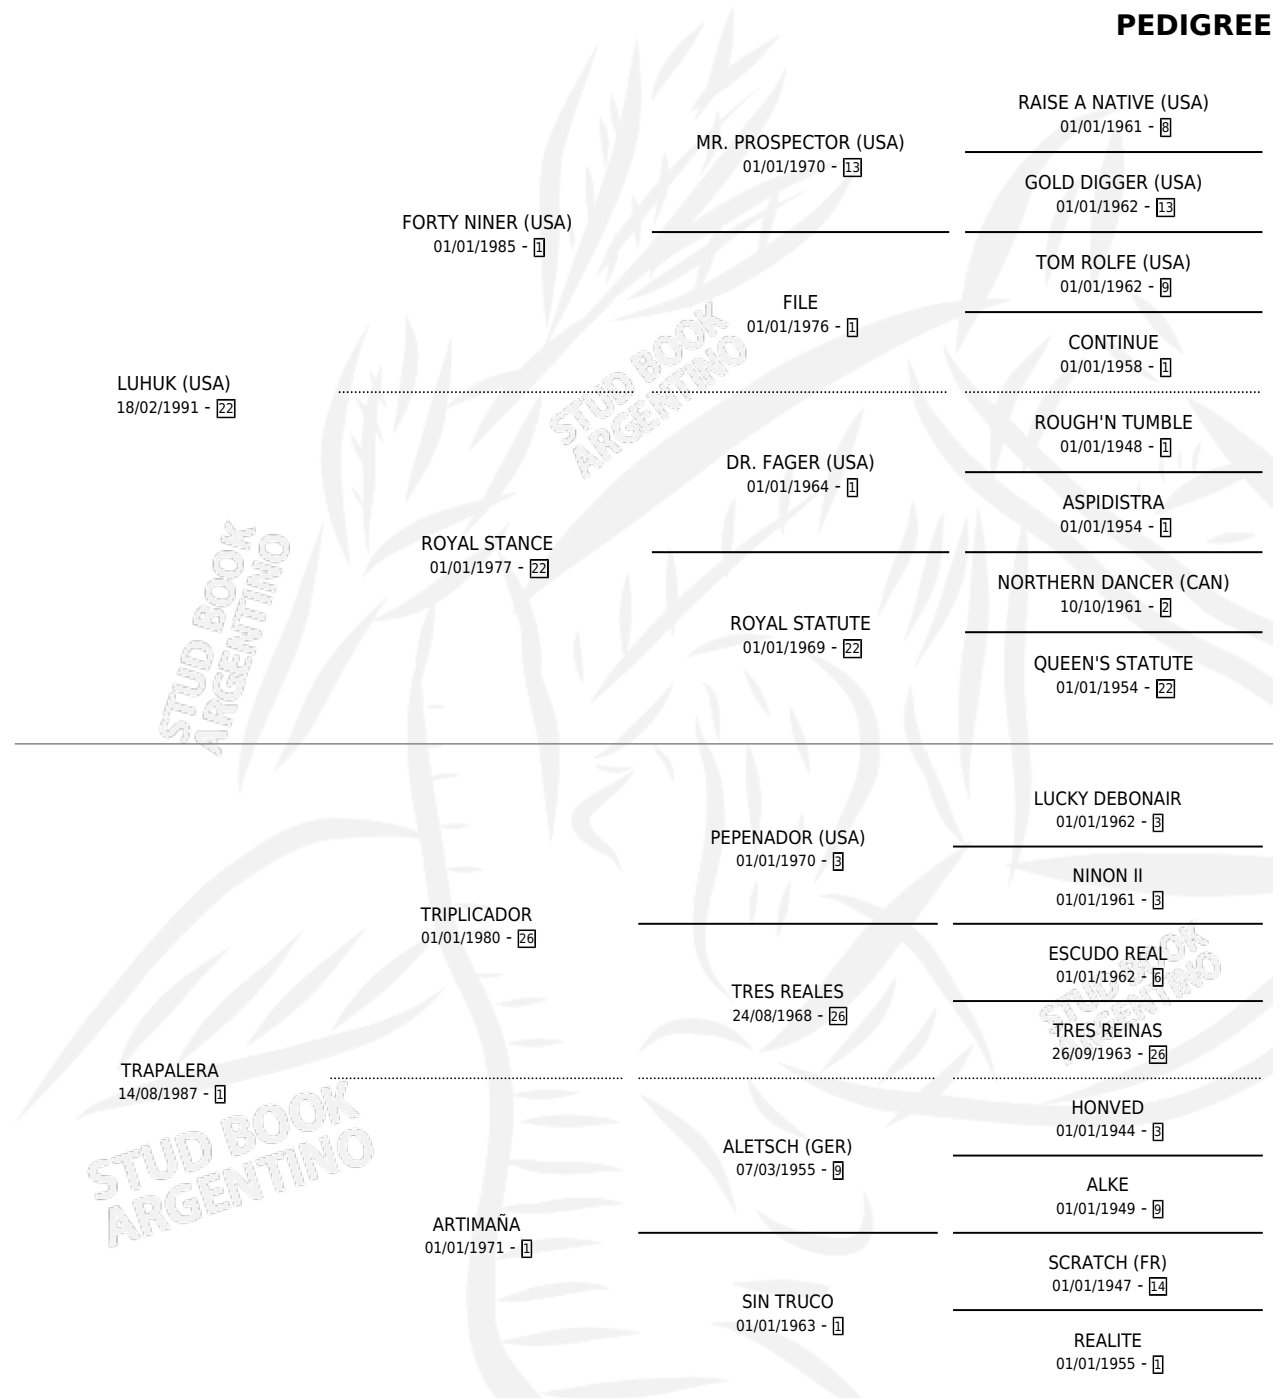 PEDIGREE
RAISE A NATIVE (USA)
01/01/1961 - 8
MR. PROSPECTOR (USA)
01/01/1970 - 13
GOLD DIGGER (USA)
01/01/1962 - 13
FORTY NINER (USA)
01/01/1985 - 1
TOM ROLFE (USA)
01/01/1962 - 9
FILE
01/01/1976 - 1
CONTINUE
01/01/1958 - 1
LUHUK (USA)
18/02/1991 - 22
STUD BOOK
ARGENTINO
ROUGH'N TUMBLE
01/01/1948 - 1
DR. FAGER (USA)
01/01/1964 - 1
ASPIDISTRA
01/01/1954 - 1
ROYAL STANCE
01/01/1977 - 22
NORTHERN DANCER (CAN)
10/10/1961 - 2
ROYAL STATUTE
01/01/1969 - 22
QUEEN'S STATUTE
01/01/1954 - 22
STUD BOOK
ARGENTINO
LUCKY DEBONAIR
01/01/1962 - 3
PEPENADOR (USA)
01/01/1970 - 3
NINON II
01/01/1961 - 3
TRIPLICADOR
01/01/1980 - 26
ESCUDO REAL
01/01/1962 - 6
TRES REALES
24/08/1968 - 26
TRES REINAS
26/09/1963 - 26
STUD BOOK
ARGENTINO
TRAPALERA
14/08/1987 - 1
HONVED
01/01/1944 - 3
ALETSCH (GER)
07/03/1955 - 9
ALKE
01/01/1949 - 9
STUD BOOK
ARGENTINO
ARTIMAÑA
01/01/1971 - 1
SCRATCH (FR)
01/01/1947 - 14
SIN TRUCO
01/01/1963 - 1
REALITE
01/01/1955 - 1